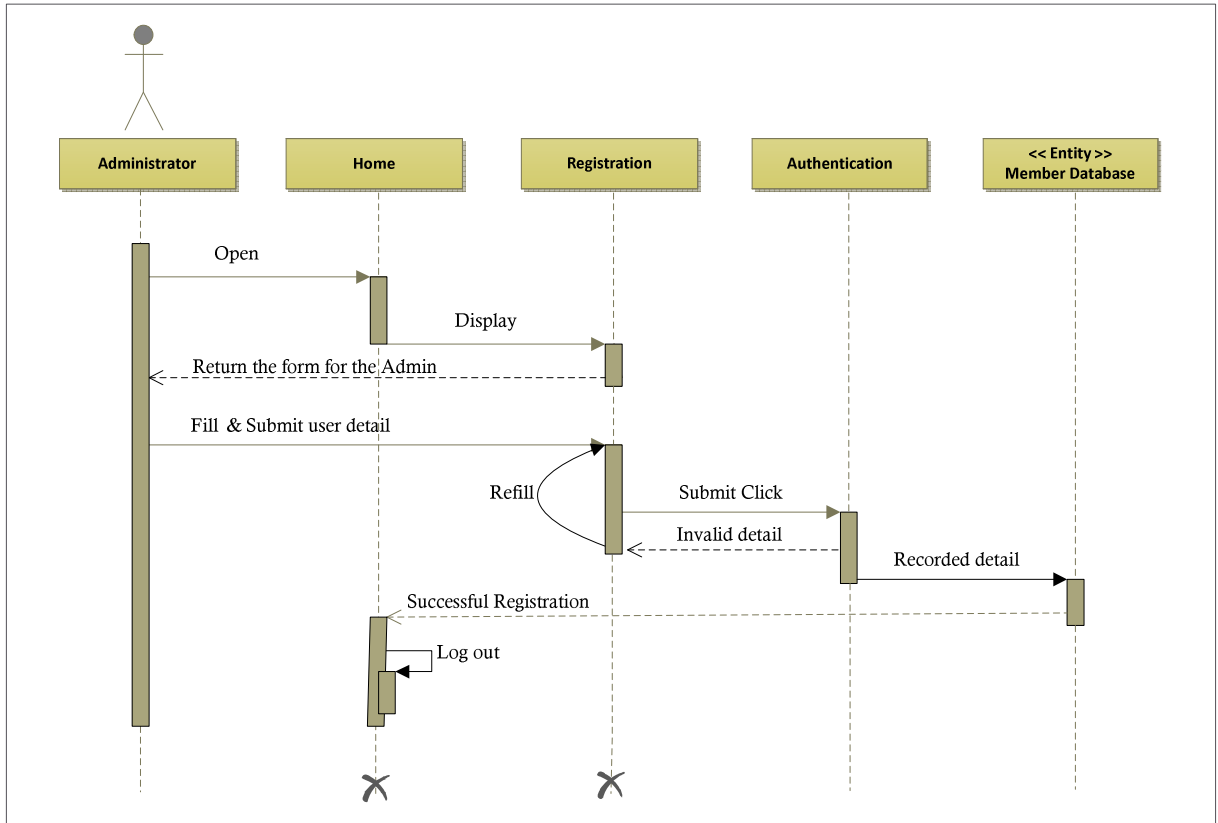 Administrator
Home
Registration
Authentication
<< Entity >>
Member Database
Open
Display
Return the form for the Admin
Fill & Submit user detail
Refill
Submit Click
Invalid detail
Recorded detail
Successful Registration
Log out